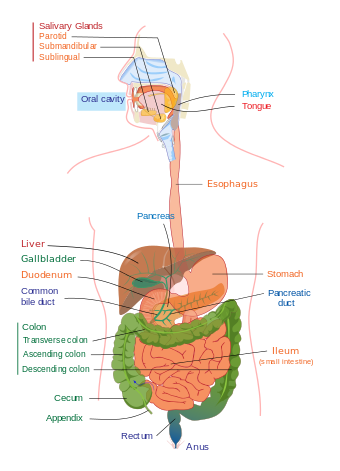 Salivary Glands
Parotid
Submandibular
Sublingual
Oral cavity
Pharynx
Tongue
Esophagus
Pancreas
Liver
Gallbladder
Duodenum
Common
bile duct
Stomach
Pancreatic
duct
Colon
Transverse colon
Ascending colon
Descending colon
Ileum
(small intestine)
Cecum
Appendix
Rectum
Anus